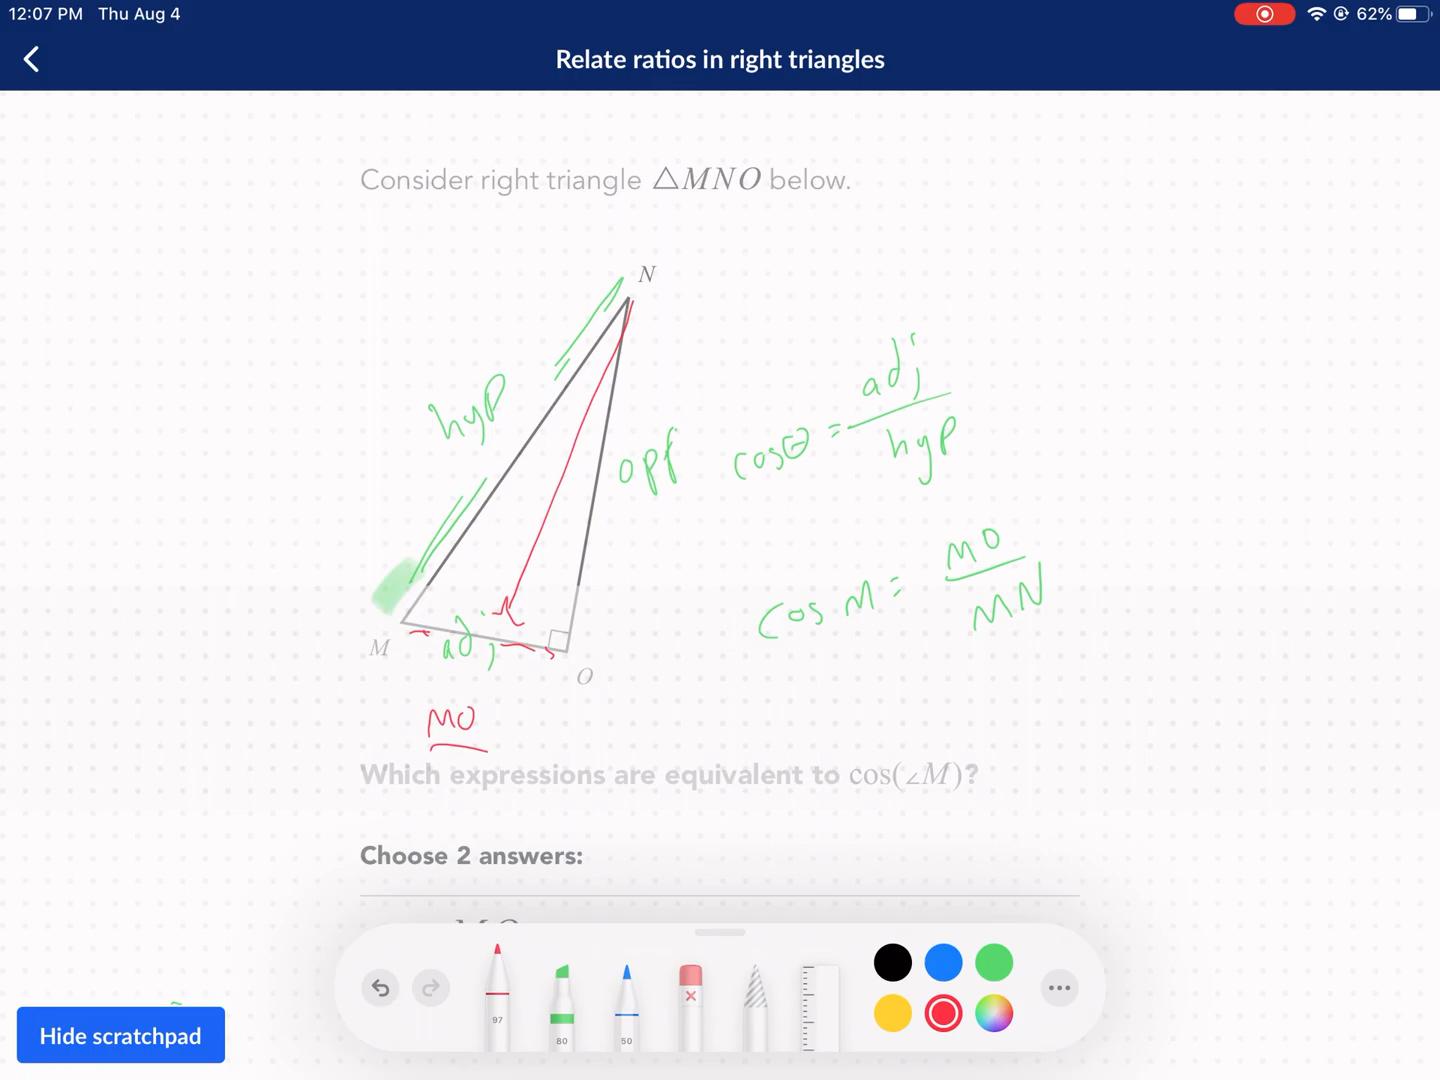 12:07 PM Thu Aug 4
62%
Relate ratios in right triangles
Consider right triangle △MNO below.
N
hyp
opp
cosθ = adj / hyp
cos M = MO / MN
M
adj
O
MO
Which expressions are equivalent to cos(∠M)?
Choose 2 answers:
97
80
50
Hide scratchpad